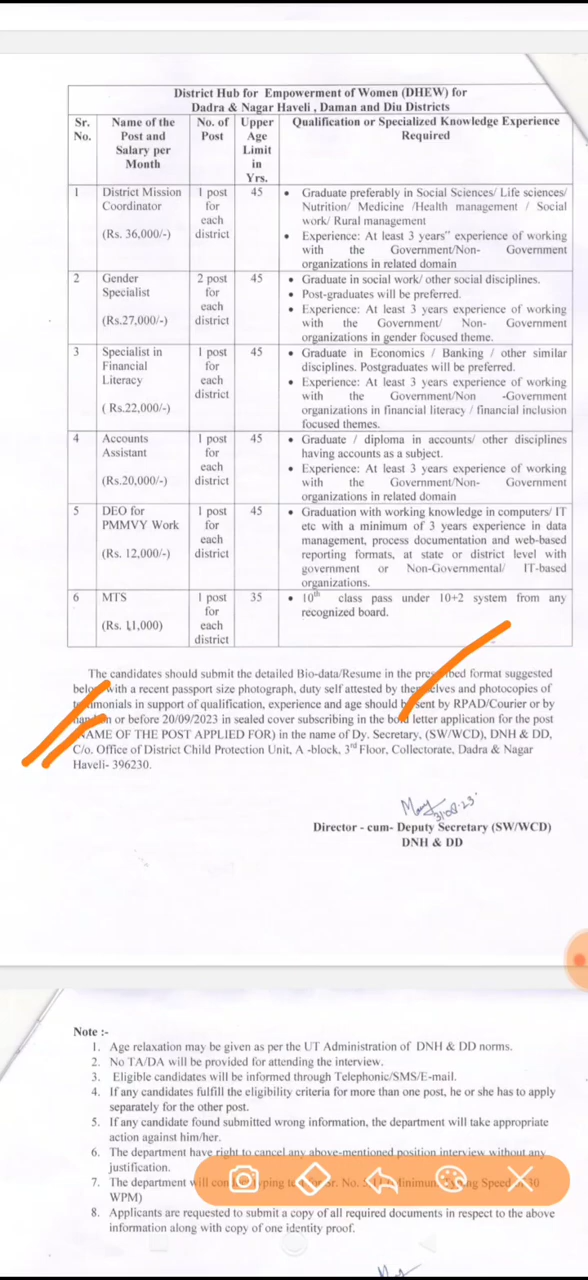 District Hub for Empowerment of Women (DHEW) for
Dadra & Nagar Haveli , Daman and Diu Districts
Sr. No. Name of the Post and Salary per Month No. of Post Upper Age Limit in Yrs. Qualification or Specialized Knowledge Experience Required
1 District Mission Coordinator (Rs. 36,000/-) 1 post for each district 45
• Graduate preferably in Social Sciences/ Life sciences/
Nutrition/ Medicine /Health management / Social
work/ Rural management
• Experience: At least 3 years" experience of working
with the Government/Non- Government
organizations in related domain
2 Gender Specialist (Rs.27,000/-) 2 post for each district 45
• Graduate in social work/ other social disciplines.
• Post-graduates will be preferred.
• Experience: At least 3 years experience of working
with the Government/ Non- Government
organizations in gender focused theme.
3 Specialist in Financial Literacy ( Rs.22,000/-) 1 post for each district 45
• Graduate in Economics / Banking / other similar
disciplines. Postgraduates will be preferred.
• Experience: At least 3 years experience of working
with the Government/Non -Government
organizations in financial literacy / financial inclusion
focused themes.
4 Accounts Assistant (Rs.20,000/-) 1 post for each district 45
• Graduate / diploma in accounts/ other disciplines
having accounts as a subject.
• Experience: At least 3 years experience of working
with the Government/Non- Government
organizations in related domain
5 DEO for PMMVY Work (Rs. 12,000/-) 1 post for each district 45
• Graduation with working knowledge in computers/ IT
etc with a minimum of 3 years experience in data
management, process documentation and web-based
reporting formats, at state or district level with
government or Non-Governmental/ IT-based
organizations.
6 MTS (Rs. 11,000) 1 post for each district 35
• 10th class pass under 10+2 system from any
recognized board.
The candidates should submit the detailed Bio-data/Resume in the format suggested
with a recent passport size photograph, duty self attested by and photocopies of
in support of qualification, experience and age should sent by RPAD/Courier or by
or before 20/09/2023 in sealed cover subscribing in the bold letter application for the post
NAME OF THE POST APPLIED FOR) in the name of Dy. Secretary, (SW/WCD), DNH & DD,
C/o. Office of District Child Protection Unit, A -block, 3rd Floor, Collectorate, Dadra & Nagar
Haveli- 396230.
31.08.23
Director - cum- Deputy Secretary (SW/WCD)
DNH & DD
Note :-
1. Age relaxation may be given as per the UT Administration of DNH & DD norms.
2. No TA/DA will be provided for attending the interview.
3. Eligible candidates will be informed through Telephonic/SMS/E-mail.
4. If any candidates fulfill the eligibility criteria for more than one post, he or she has to apply
separately for the other post.
5. If any candidate found submitted wrong information, the department will take appropriate
action against him/her.
6. The department have right to cancel any above-mentioned position interview without any
justification.
7. The department will Sr. No. Speed 30
WPM)
8. Applicants are requested to submit a copy of all required documents in respect to the above
information along with copy of one identity proof.